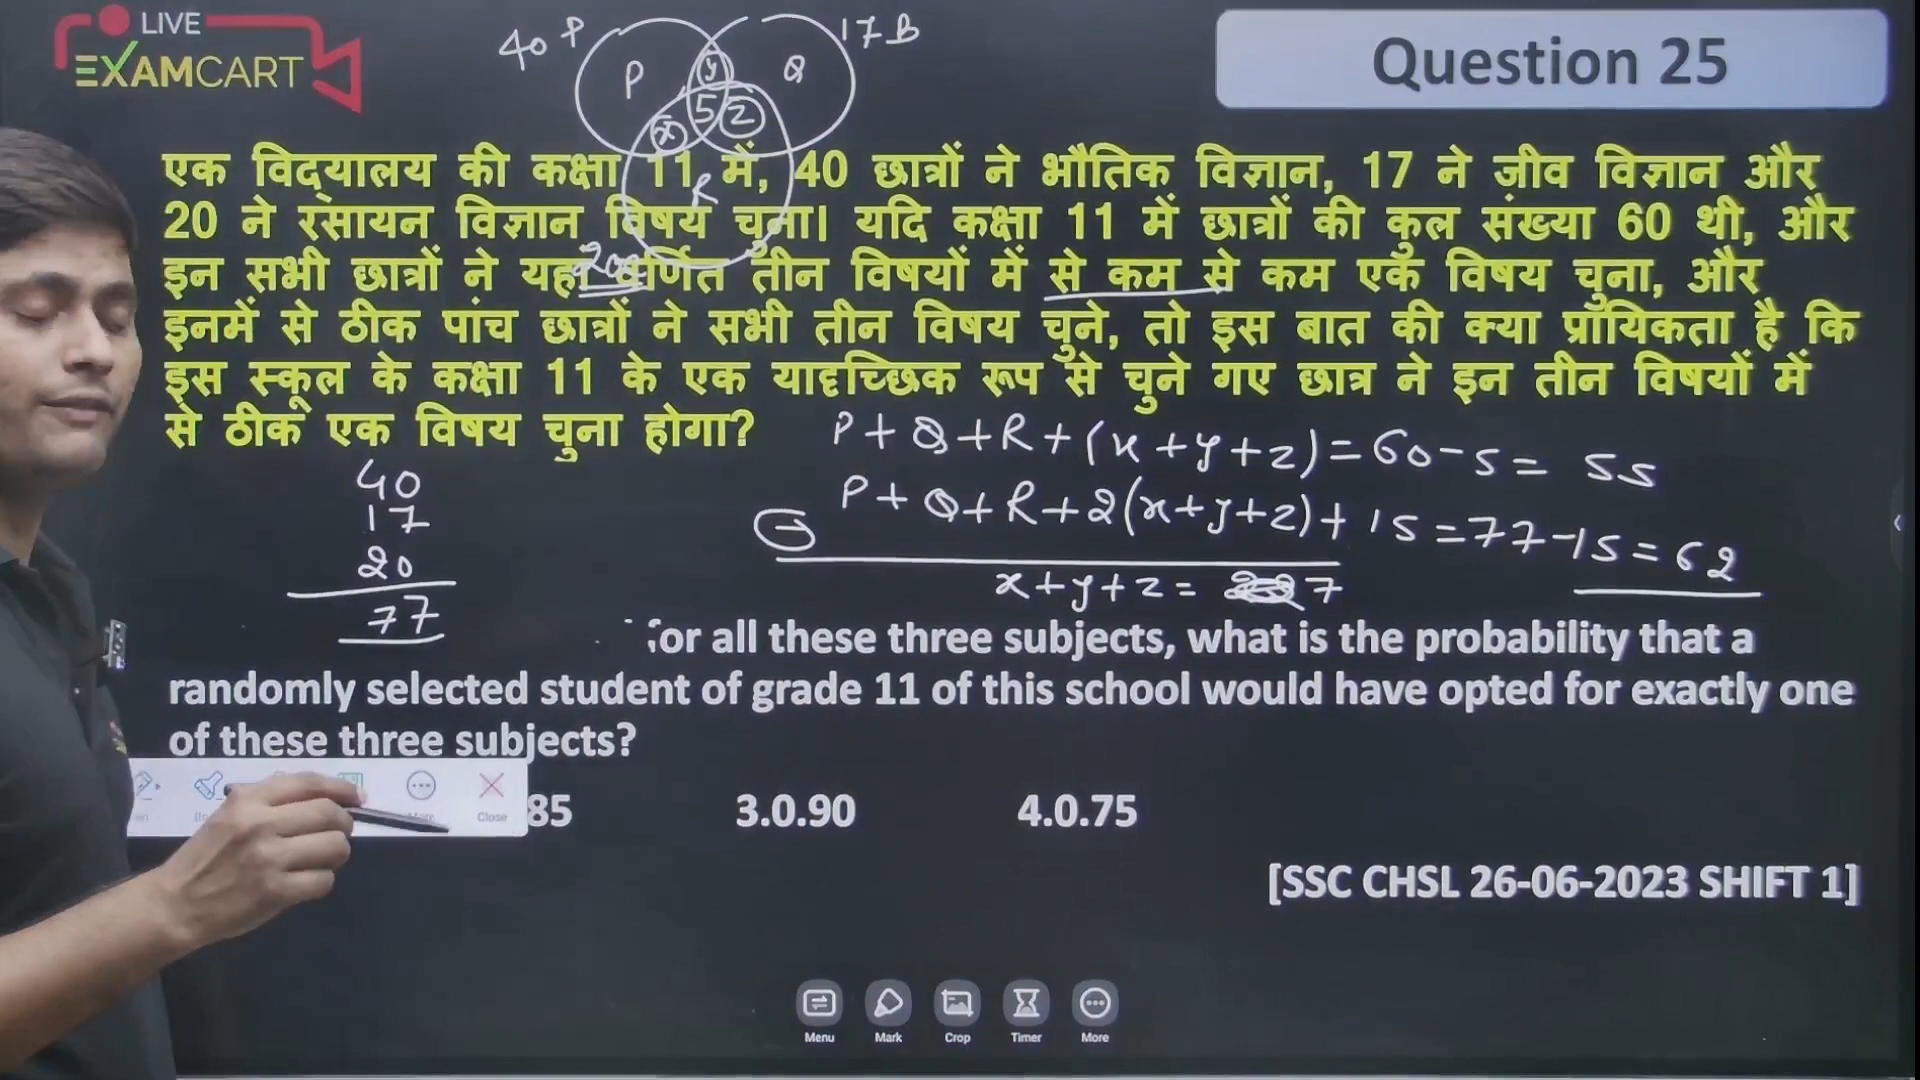 LIVE
EXAMCART
Question 25
40 P
17 B
P
y
Q
5
z
x
R
एक विद्यालय की कक्षा 11 में, 40 छात्रों ने भौतिक विज्ञान, 17 ने जीव विज्ञान और
20 ने रसायन विज्ञान विषय चुना। यदि कक्षा 11 में छात्रों की कुल संख्या 60 थी, और
इन सभी छात्रों ने यहां वर्णित तीन विषयों में से कम से कम एक विषय चुना, और
इनमें से ठीक पांच छात्रों ने सभी तीन विषय चुने, तो इस बात की क्या प्रायिकता है कि
इस स्कूल के कक्षा 11 के एक यादृच्छिक रूप से चुने गए छात्र ने इन तीन विषयों में
से ठीक एक विषय चुना होगा?
P+Q+R+(x+y+z)=60-5= 55
P+Q+R+2(x+y+z)+15=77-15=62
x+y+z= 7
40
17
20
77
for all these three subjects, what is the probability that a
randomly selected student of grade 11 of this school would have opted for exactly one
of these three subjects?
85 3.0.90 4.0.75
More Close
[SSC CHSL 26-06-2023 SHIFT 1]
Menu Mark Crop Timer More